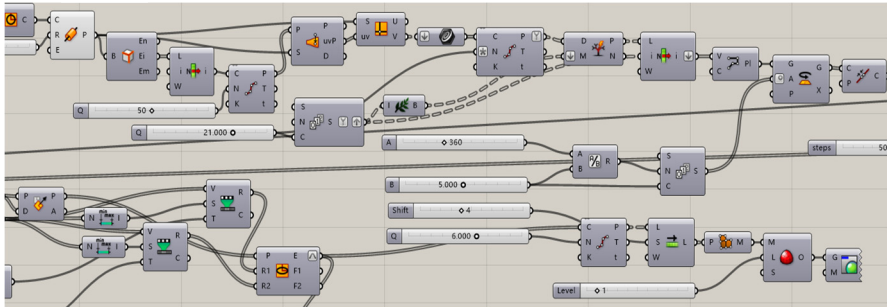 C C
R P
E
En
B Ei
Em
L
i N i
W
Q 50
C P
N T
K t
P P
uvP
S D
S U
uv V
C P
N T
K t
D P
M N
L
i N i
W
V Pl
C
G G
A
P X
C
P C
S
N S
C
I B
Q 21.000
A 360
A
B R
B 5.000
S
N S
C
steps 50
P P
D A
N I
N I
V R
S
T C
V R
S
T C
P E
R1 F1
R2 F2
Shift 4
Q 6.000
C P
N T
K t
L
S L
W
P M
M
L O
S
G
M
Level 1